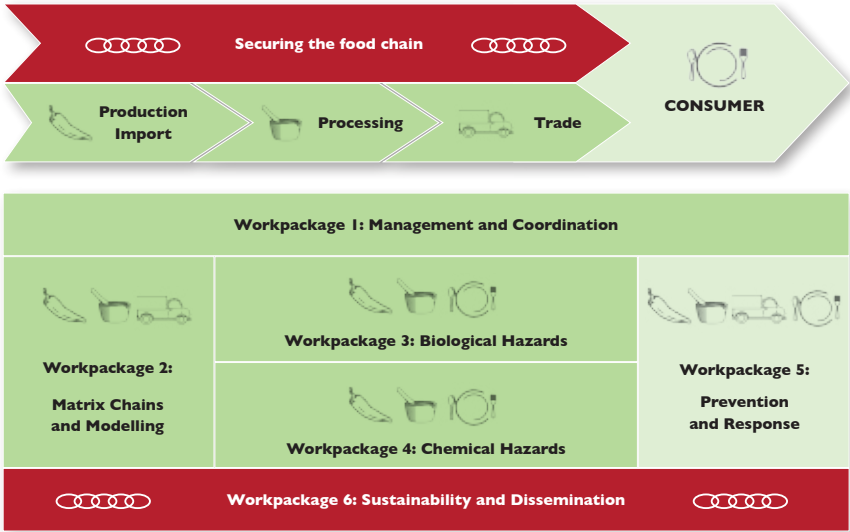 Securing the food chain
CONSUMER
Production
Import
Processing
Trade
Workpackage 1: Management and Coordination
Workpackage 2:
Matrix Chains
and Modelling
Workpackage 3: Biological Hazards
Workpackage 4: Chemical Hazards
Workpackage 5:
Prevention
and Response
Workpackage 6: Sustainability and Dissemination